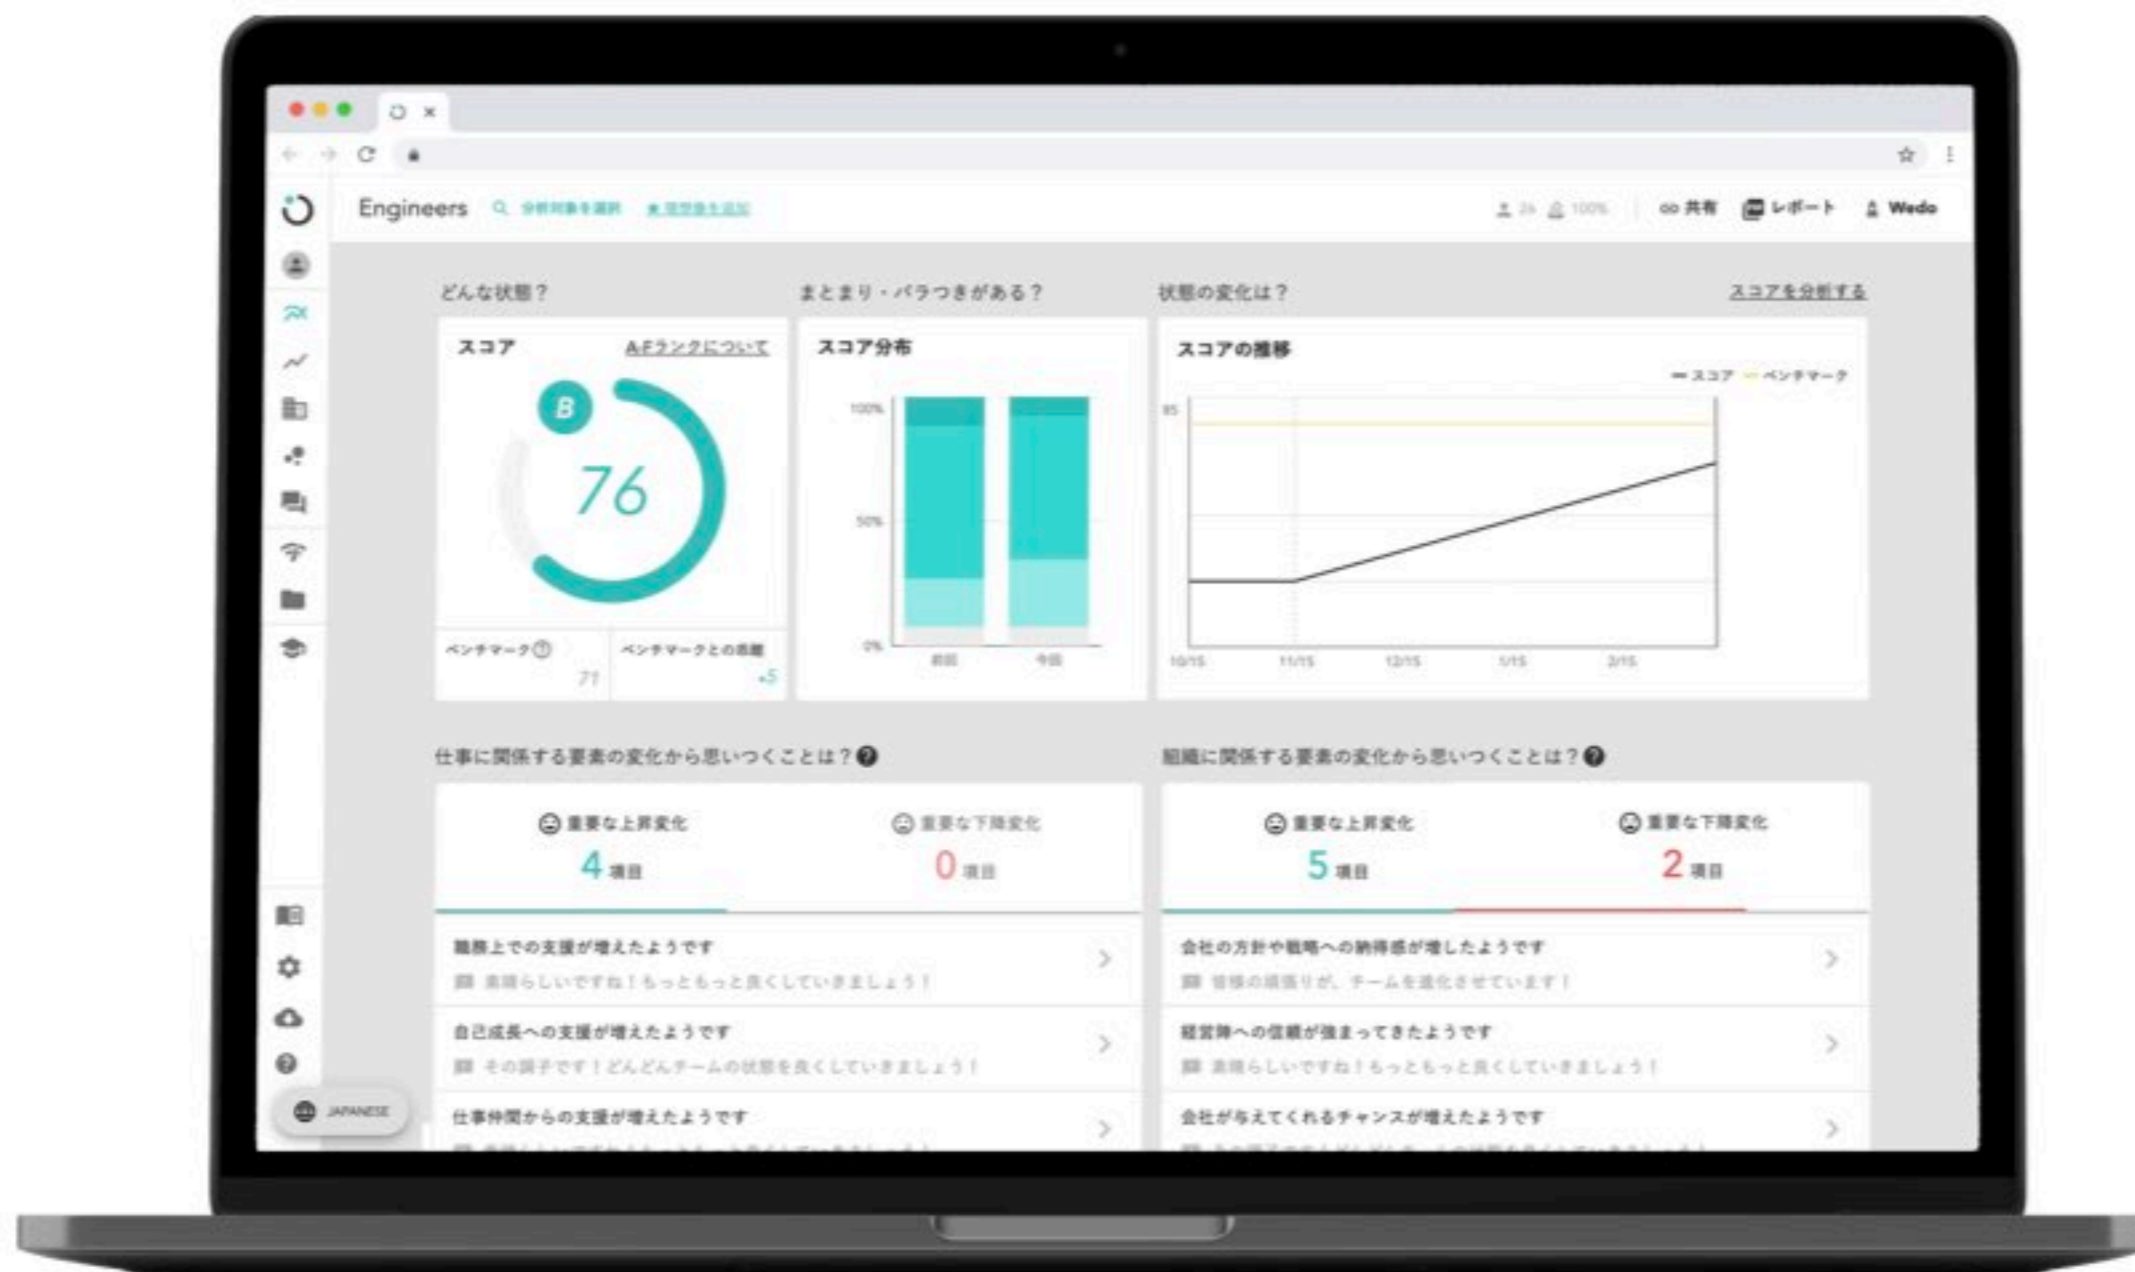 Engineers 分析対象を選択 ★理想像を追加 26 100% 共有 レポート Wedo
どんな状態？
まとまり・バラつきがある？
状態の変化は？
スコアを分析する
スコア
A-Fランクについて
B
76
ベンチマーク?
71
ベンチマークとの乖離
+5
スコア分布
100%
50%
0%
前回 今回
スコアの推移
スコア ベンチマーク
85
10/15 11/15 12/15 1/15 2/15
仕事に関係する要素の変化から思いつくことは？?
重要な上昇変化
4 項目
重要な下降変化
0 項目
職務上での支援が増えたようです
素晴らしいですね！もっともっと良くしていきましょう！
自己成長への支援が増えたようです
その調子です！どんどんチームの状態を良くしていきましょう！
仕事仲間からの支援が増えたようです
組織に関係する要素の変化から思いつくことは？?
重要な上昇変化
5 項目
重要な下降変化
2 項目
会社の方針や戦略への納得感が増したようです
皆様の頑張りが、チームを進化させています！
経営陣への信頼が強まってきたようです
素晴らしいですね！もっともっと良くしていきましょう！
会社が与えてくれるチャンスが増えたようです
JAPANESE